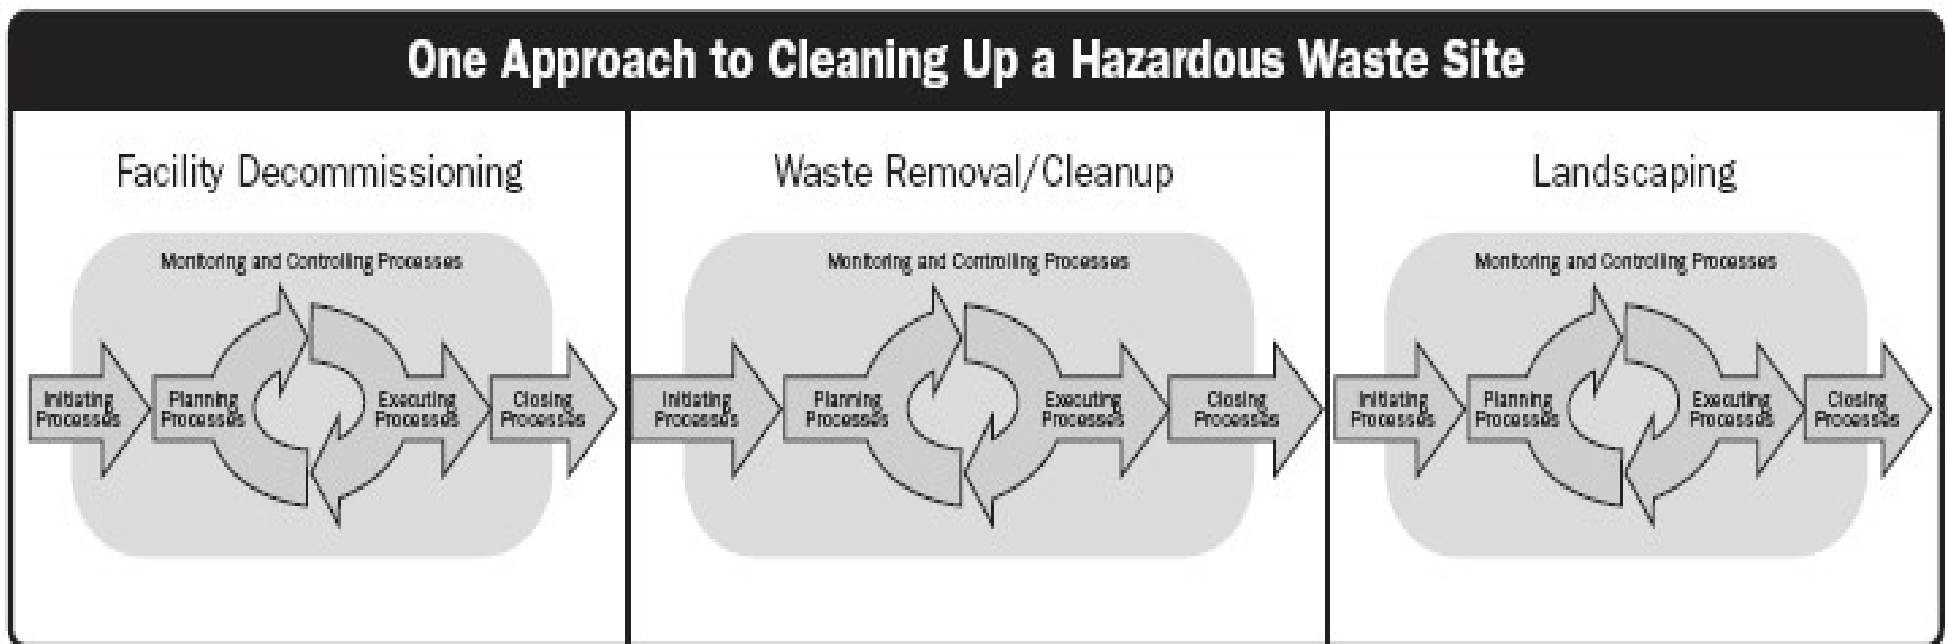 One Approach to Cleaning Up a Hazardous Waste Site
Facility Decommissioning
Monitoring and Controlling Processes
Initiating
Processes
Planning
Processes
Executing
Processes
Closing
Processes
Waste Removal/Cleanup
Monitoring and Controlling Processes
Initiating
Processes
Planning
Processes
Executing
Processes
Closing
Processes
Landscaping
Monitoring and Controlling Processes
Initiating
Processes
Planning
Processes
Executing
Processes
Closing
Processes